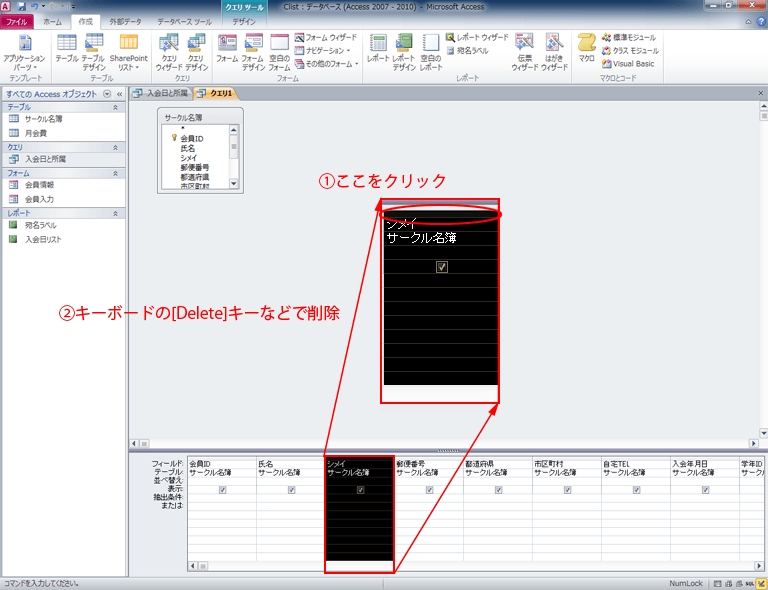 クエリ ツール
Clist : データベース (Access 2007 - 2010) - Microsoft Access
ファイル ホーム 作成 外部データ データベース ツール デザイン
アプリケーション パーツ
テーブル
テーブル デザイン
SharePoint リスト
クエリ ウィザード
クエリ デザイン
フォーム
フォーム デザイン
空白の フォーム
フォーム ウィザード
ナビゲーション
その他のフォーム
レポート
レポート デザイン
空白の レポート
レポート ウィザード
宛名ラベル
伝票 ウィザード
はがき ウィザード
マクロ
標準モジュール
クラス モジュール
Visual Basic
テンプレート テーブル クエリ フォーム レポート マクロとコード
すべての Access オブジェクト
テーブル
サークル名簿
月会費
クエリ
入会日と所属
フォーム
会員情報
会員入力
レポート
宛名ラベル
入会日リスト
入会日と所属 クエリ1
サークル名簿
*
会員ID
氏名
シメイ
郵便番号
都道府県
市区町村
①ここをクリック
シメイ
サークル名簿
②キーボードの[Delete]キーなどで削除
フィールド: 会員ID 氏名 シメイ 郵便番号 都道府県 市区町村 自宅TEL 入会年月日 学年ID
テーブル: サークル名簿 サークル名簿 サークル名簿 サークル名簿 サークル名簿 サークル名簿 サークル名簿 サークル名簿 サーク
並べ替え:
表示:
抽出条件:
または:
コマンドを入力してください。
NumLock
SQL